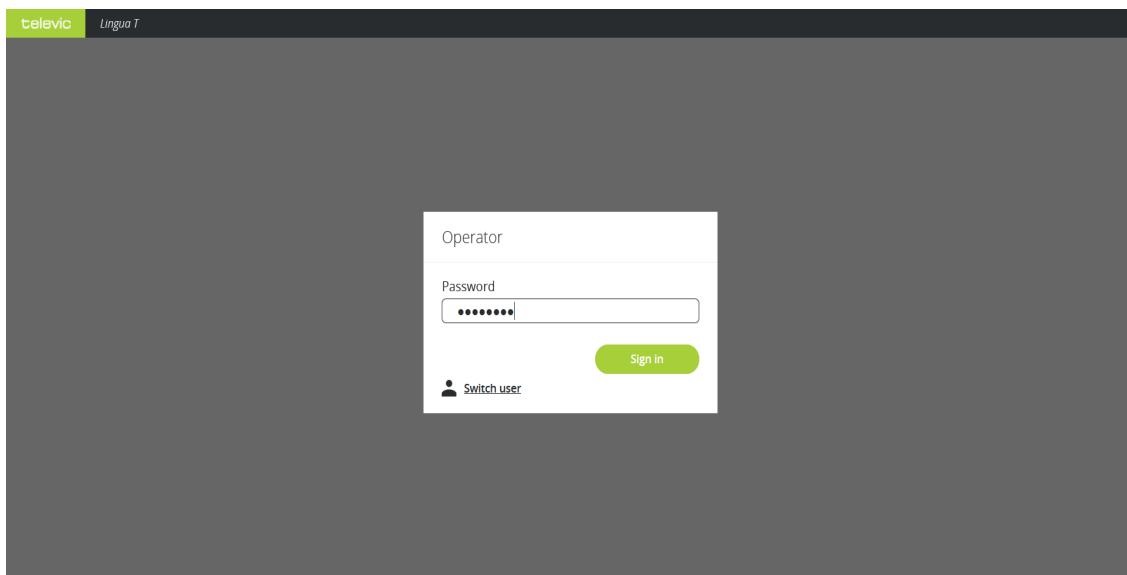 televic Lingua T
Operator
Password
••••••••
Sign in
Switch user